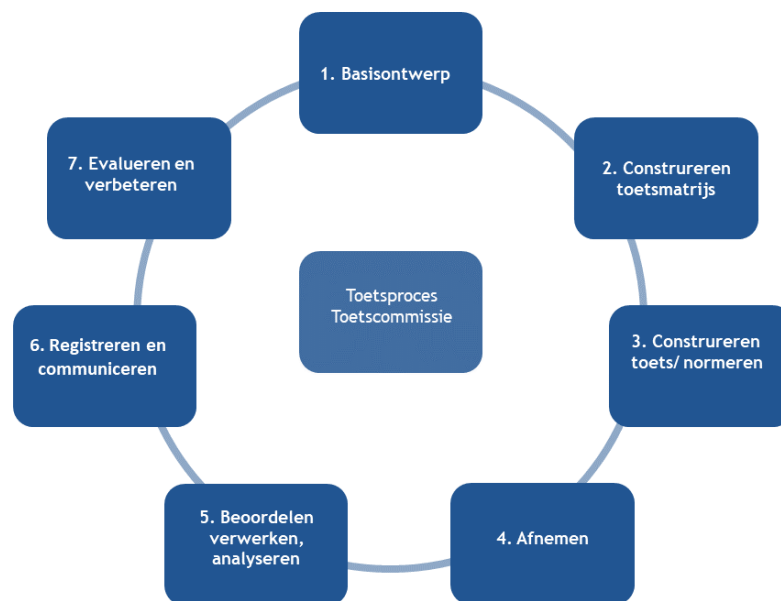 1. Basisontwerp
2. Construreren
toetsmatrijs
3. Construreren
toets/ normeren
4. Afnemen
5. Beoordelen
verwerken,
analyseren
6. Registreren en
communiceren
7. Evalueren en
verbeteren
Toetsproces
Toetscommissie